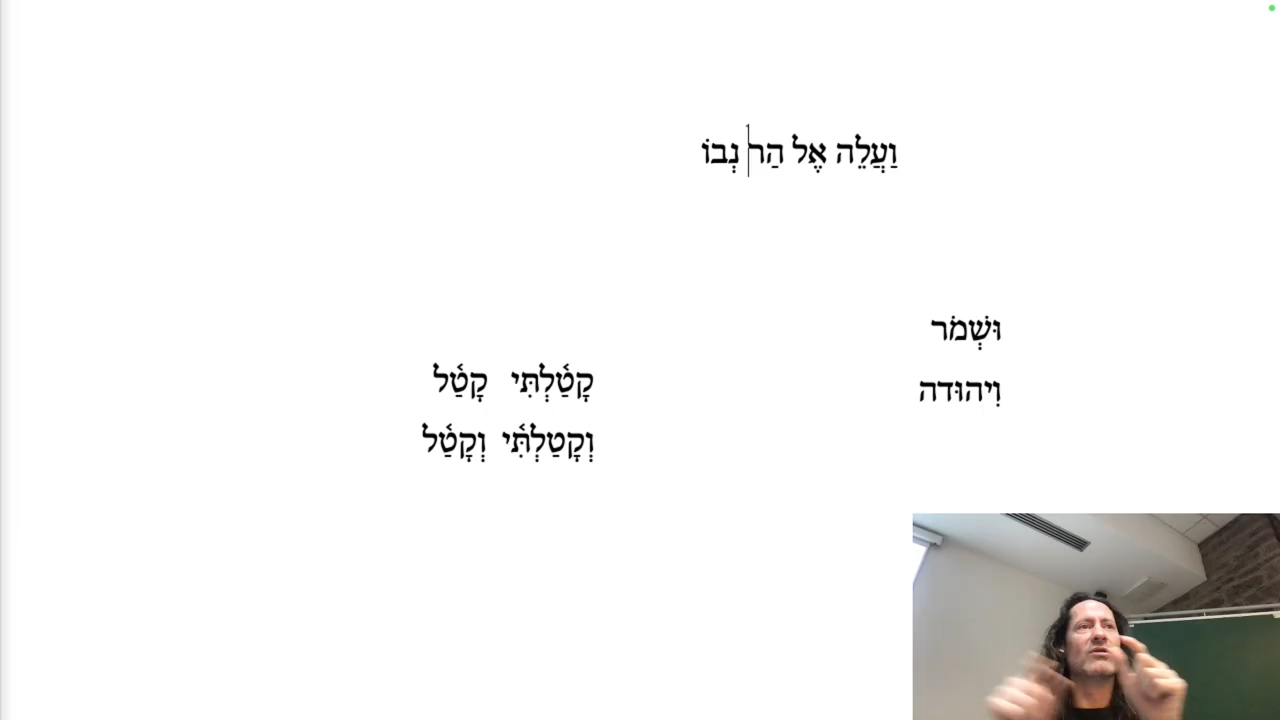 וַעֲלֵה אֶל הַר נְבוֹ
וּשְׁמֹר
וִיהוּדה
קָטַ֫לְתִּי קָטַ֫ל
וְקָטַלְתִּ֫י וְקָטַ֫ל